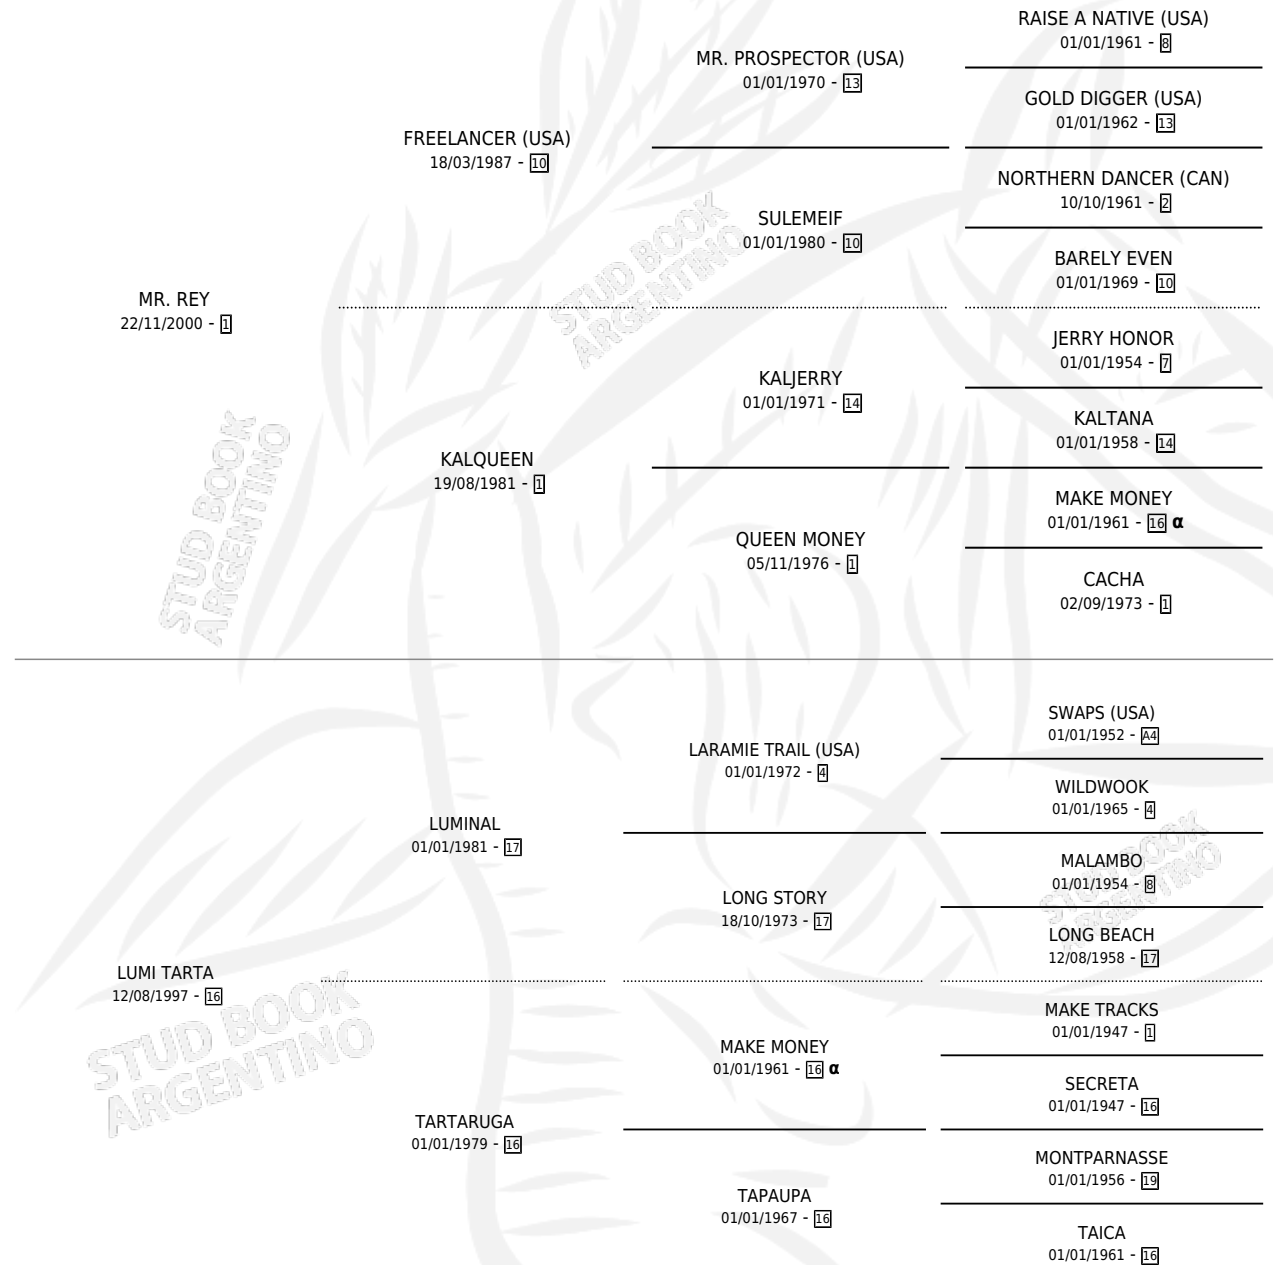 RAISE A NATIVE (USA)
01/01/1961 - 8
MR. PROSPECTOR (USA)
01/01/1970 - 13
GOLD DIGGER (USA)
01/01/1962 - 13
FREELANCER (USA)
18/03/1987 - 10
NORTHERN DANCER (CAN)
10/10/1961 - 2
SULEMEIF
01/01/1980 - 10
BARELY EVEN
01/01/1969 - 10
MR. REY
22/11/2000 - 1
JERRY HONOR
01/01/1954 - 7
KALJERRY
01/01/1971 - 14
KALTANA
01/01/1958 - 14
KALQUEEN
19/08/1981 - 1
MAKE MONEY
01/01/1961 - 16 α
QUEEN MONEY
05/11/1976 - 1
CACHA
02/09/1973 - 1
SWAPS (USA)
01/01/1952 - A4
LARAMIE TRAIL (USA)
01/01/1972 - 4
WILDWOOK
01/01/1965 - 4
LUMINAL
01/01/1981 - 17
MALAMBO
01/01/1954 - 8
LONG STORY
18/10/1973 - 17
LONG BEACH
12/08/1958 - 17
LUMI TARTA
12/08/1997 - 16
MAKE TRACKS
01/01/1947 - 1
MAKE MONEY
01/01/1961 - 16 α
SECRETA
01/01/1947 - 16
TARTARUGA
01/01/1979 - 16
MONTPARNASSE
01/01/1956 - 19
TAPAUPA
01/01/1967 - 16
TAICA
01/01/1961 - 16
STUD BOOK
ARGENTINO
STUD BOOK
ARGENTINO
STUD BOOK
ARGENTINO
STUD BOOK
ARGENTINO